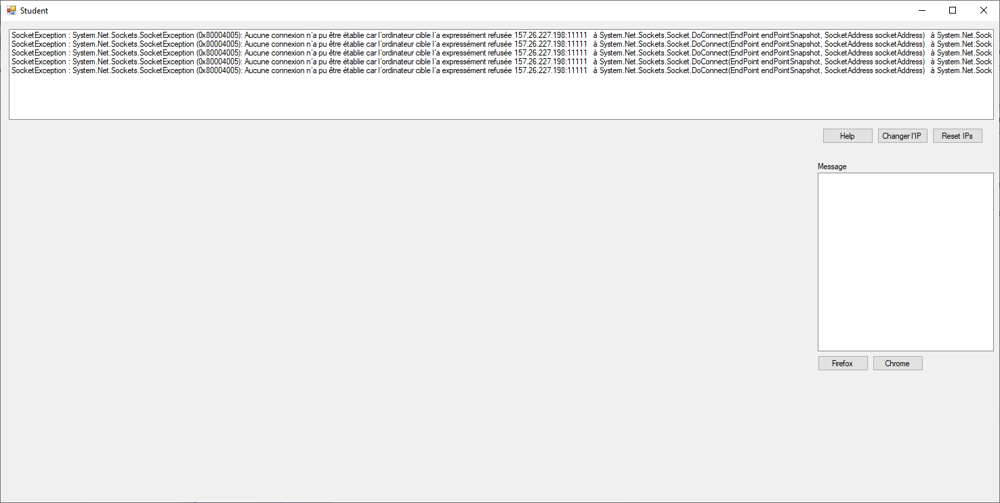 Student
SocketException : System.Net.Sockets.SocketException (0x80004005): Aucune connexion n'a pu être établie car l'ordinateur cible l'a expressément refusée 157.26.227.198:11111   à System.Net.Sockets.Socket.DoConnect(EndPoint endPointSnapshot, SocketAddress socketAddress)   à System.Net.Sock
SocketException : System.Net.Sockets.SocketException (0x80004005): Aucune connexion n'a pu être établie car l'ordinateur cible l'a expressément refusée 157.26.227.198:11111   à System.Net.Sockets.Socket.DoConnect(EndPoint endPointSnapshot, SocketAddress socketAddress)   à System.Net.Sock
SocketException : System.Net.Sockets.SocketException (0x80004005): Aucune connexion n'a pu être établie car l'ordinateur cible l'a expressément refusée 157.26.227.198:11111   à System.Net.Sockets.Socket.DoConnect(EndPoint endPointSnapshot, SocketAddress socketAddress)   à System.Net.Sock
SocketException : System.Net.Sockets.SocketException (0x80004005): Aucune connexion n'a pu être établie car l'ordinateur cible l'a expressément refusée 157.26.227.198:11111   à System.Net.Sockets.Socket.DoConnect(EndPoint endPointSnapshot, SocketAddress socketAddress)   à System.Net.Sock
SocketException : System.Net.Sockets.SocketException (0x80004005): Aucune connexion n'a pu être établie car l'ordinateur cible l'a expressément refusée 157.26.227.198:11111   à System.Net.Sockets.Socket.DoConnect(EndPoint endPointSnapshot, SocketAddress socketAddress)   à System.Net.Sock
Help Changer l'IP Reset IPs
Message
Firefox Chrome